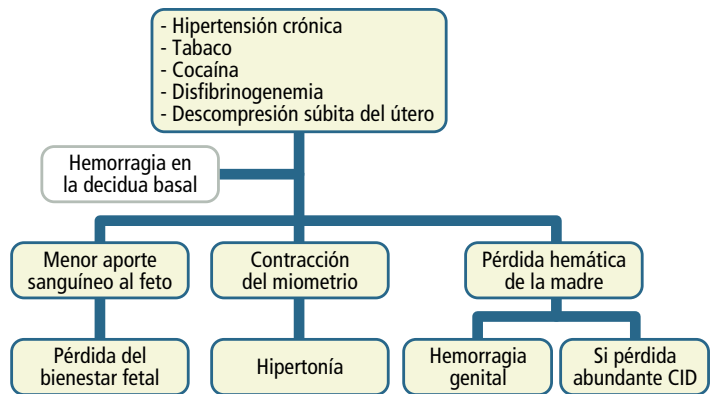 - Hipertensión crónica
- Tabaco
- Cocaína
- Disfibrinogenemia
- Descompresión súbita del útero
Hemorragia en
la decidua basal
Menor aporte
sanguíneo al feto
Contracción
del miometrio
Pérdida hemática
de la madre
Pérdida del
bienestar fetal
Hipertonía
Hemorragia
genital
Si pérdida
abundante CID